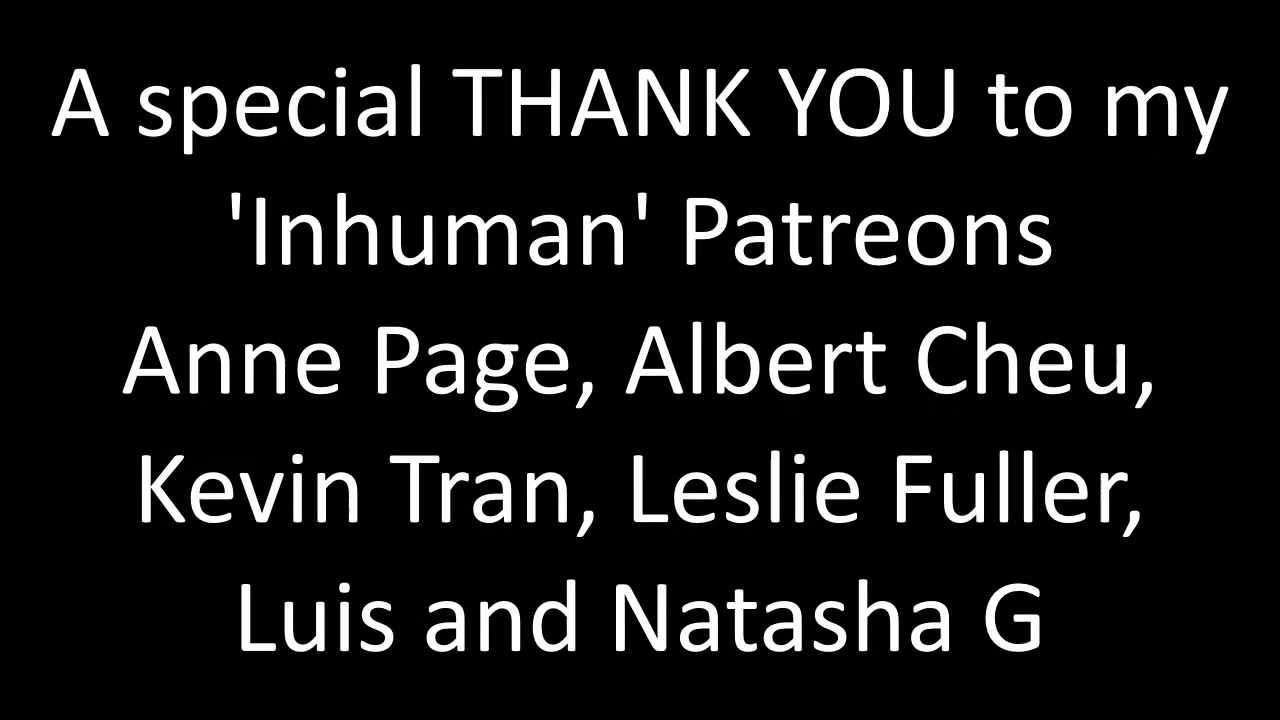 A special THANK YOU to my
'Inhuman' Patreons
Anne Page, Albert Cheu,
Kevin Tran, Leslie Fuller,
Luis and Natasha G